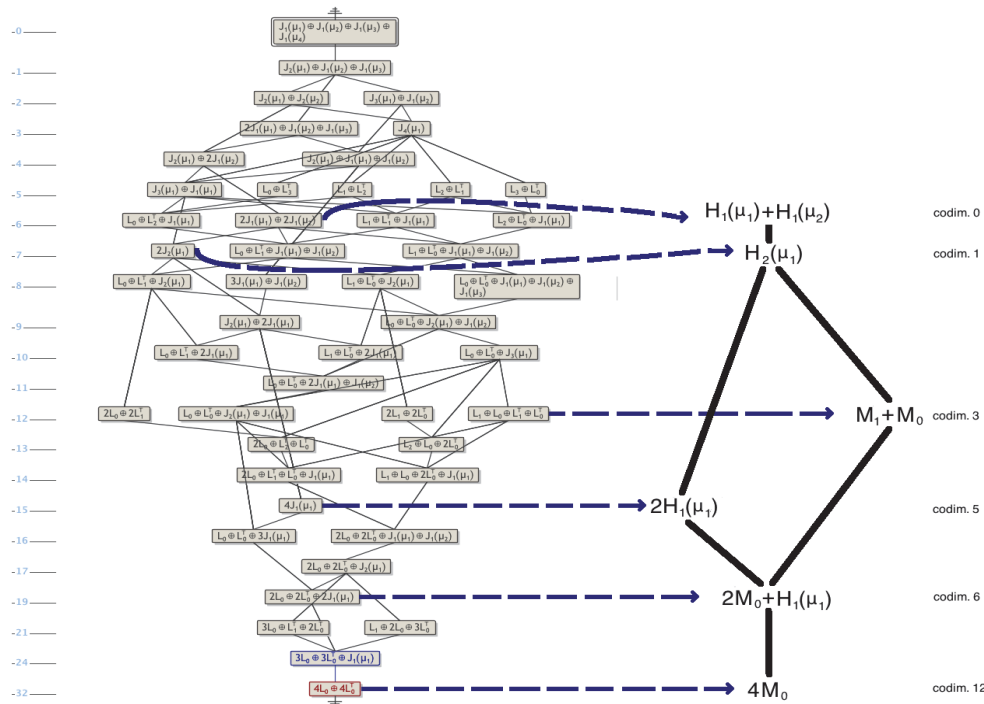 -0
J₁(μ₁) ⊕ J₁(μ₂) ⊕ J₁(μ₃) ⊕
J₁(μ₄)
-1
J₂(μ₁) ⊕ J₁(μ₂) ⊕ J₁(μ₃)
-2
J₂(μ₁) ⊕ J₂(μ₂)
J₃(μ₁) ⊕ J₁(μ₂)
-3
2J₁(μ₁) ⊕ J₁(μ₂) ⊕ J₁(μ₃)
J₄(μ₁)
-4
J₂(μ₁) ⊕ 2J₁(μ₂)
J₂(μ₁) ⊕ J₁(μ₁) ⊕ J₁(μ₂)
-5
J₃(μ₁) ⊕ J₁(μ₁)
L₀ ⊕ L₃ᵀ
L₁ ⊕ L₂ᵀ
L₂ ⊕ L₁ᵀ
L₃ ⊕ L₀ᵀ
-6
L₀ ⊕ L₂ᵀ ⊕ J₁(μ₁)
2J₁(μ₁) ⊕ 2J₁(μ₂)
L₁ ⊕ L₁ᵀ ⊕ J₁(μ₁)
L₂ ⊕ L₀ᵀ ⊕ J₁(μ₁)
H₁(μ₁)+H₁(μ₂)
codim. 0
-7
2J₂(μ₁)
L₀ ⊕ L₁ᵀ ⊕ J₁(μ₁) ⊕ J₁(μ₂)
L₁ ⊕ L₀ᵀ ⊕ J₁(μ₁) ⊕ J₁(μ₂)
H₂(μ₁)
codim. 1
-8
L₀ ⊕ L₁ᵀ ⊕ J₂(μ₁)
3J₁(μ₁) ⊕ J₁(μ₂)
L₁ ⊕ L₀ᵀ ⊕ J₂(μ₁)
L₀ ⊕ L₀ᵀ ⊕ J₁(μ₁) ⊕ J₁(μ₂) ⊕
J₁(μ₃)
-9
J₂(μ₁) ⊕ 2J₁(μ₁)
L₀ ⊕ L₀ᵀ ⊕ J₂(μ₁) ⊕ J₁(μ₂)
-10
L₀ ⊕ L₁ᵀ ⊕ 2J₁(μ₁)
L₁ ⊕ L₀ᵀ ⊕ 2J₁(μ₁)
L₀ ⊕ L₀ᵀ ⊕ J₃(μ₁)
-11
L₀ ⊕ L₀ᵀ ⊕ 2J₁(μ₁) ⊕ J₁(μ₂)
-12
2L₀ ⊕ 2L₁ᵀ
L₀ ⊕ L₀ᵀ ⊕ J₂(μ₁) ⊕ J₁(μ₁)
2L₁ ⊕ 2L₀ᵀ
L₁ ⊕ L₀ ⊕ L₁ᵀ ⊕ L₀ᵀ
M₁+M₀
codim. 3
-13
2L₀ ⊕ L₂ᵀ ⊕ L₀ᵀ
L₂ ⊕ L₀ ⊕ 2L₀ᵀ
-14
2L₀ ⊕ L₁ᵀ ⊕ L₀ᵀ ⊕ J₁(μ₁)
L₁ ⊕ L₀ ⊕ 2L₀ᵀ ⊕ J₁(μ₁)
-15
4J₁(μ₁)
2H₁(μ₁)
codim. 5
-16
L₀ ⊕ L₀ᵀ ⊕ 3J₁(μ₁)
2L₀ ⊕ 2L₀ᵀ ⊕ J₁(μ₁) ⊕ J₁(μ₂)
-17
2L₀ ⊕ 2L₀ᵀ ⊕ J₂(μ₁)
-19
2L₀ ⊕ 2L₀ᵀ ⊕ 2J₁(μ₁)
2M₀+H₁(μ₁)
codim. 6
-21
3L₀ ⊕ L₁ᵀ ⊕ 2L₀ᵀ
L₁ ⊕ 2L₀ ⊕ 3L₀ᵀ
-24
3L₀ ⊕ 3L₀ᵀ ⊕ J₁(μ₁)
-32
4L₀ ⊕ 4L₀ᵀ
4M₀
codim. 12